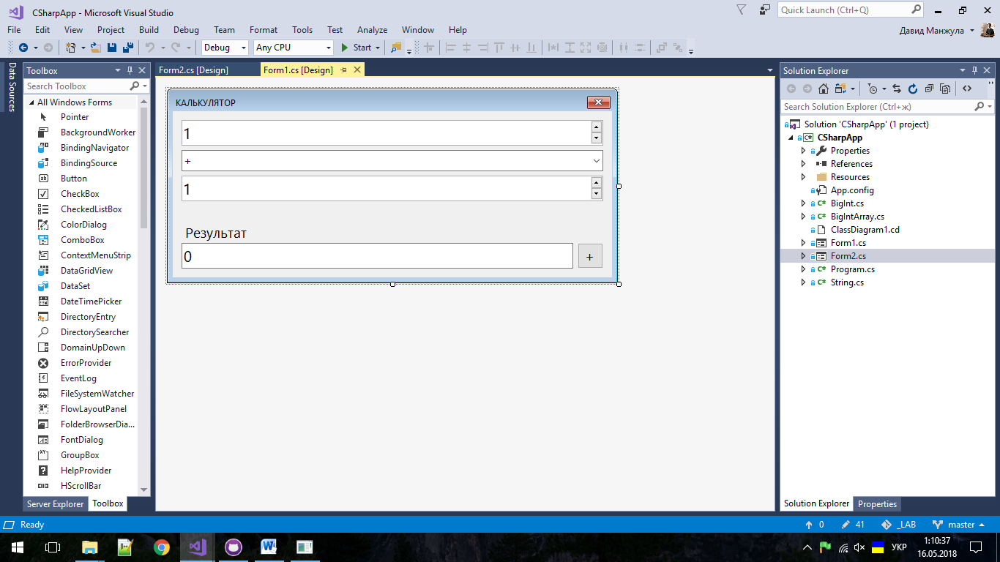 CSharpApp - Microsoft Visual Studio
Quick Launch (Ctrl+Q)
File Edit View Project Build Debug Team Format Tools Test Analyze Window Help
Давид Манжула
Debug Any CPU Start
Data Sources
Toolbox
Search Toolbox
All Windows Forms
Pointer
BackgroundWorker
BindingNavigator
BindingSource
Button
CheckBox
CheckedListBox
ColorDialog
ComboBox
ContextMenuStrip
DataGridView
DataSet
DateTimePicker
DirectoryEntry
DirectorySearcher
DomainUpDown
ErrorProvider
EventLog
FileSystemWatcher
FlowLayoutPanel
FolderBrowserDia...
FontDialog
GroupBox
HelpProvider
HScrollBar
Server Explorer Toolbox
Form2.cs [Design] Form1.cs [Design]
КАЛЬКУЛЯТОР
1
+
1
Результат
0 +
Solution Explorer
Search Solution Explorer (Ctrl+ж)
Solution 'CSharpApp' (1 project)
CSharpApp
Properties
References
Resources
App.config
BigInt.cs
BigIntArray.cs
ClassDiagram1.cd
Form1.cs
Form2.cs
Program.cs
String.cs
Solution Explorer Properties
Ready 0 41 _LAB master
УКР
1:10:37
16.05.2018